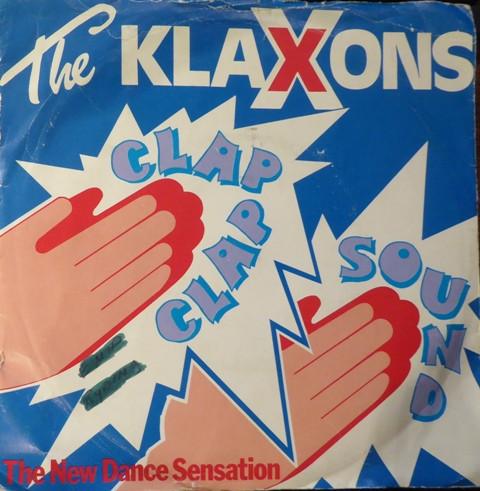 The KLAXONS
CLAP
CLAP
SOUND
The New Dance Sensation